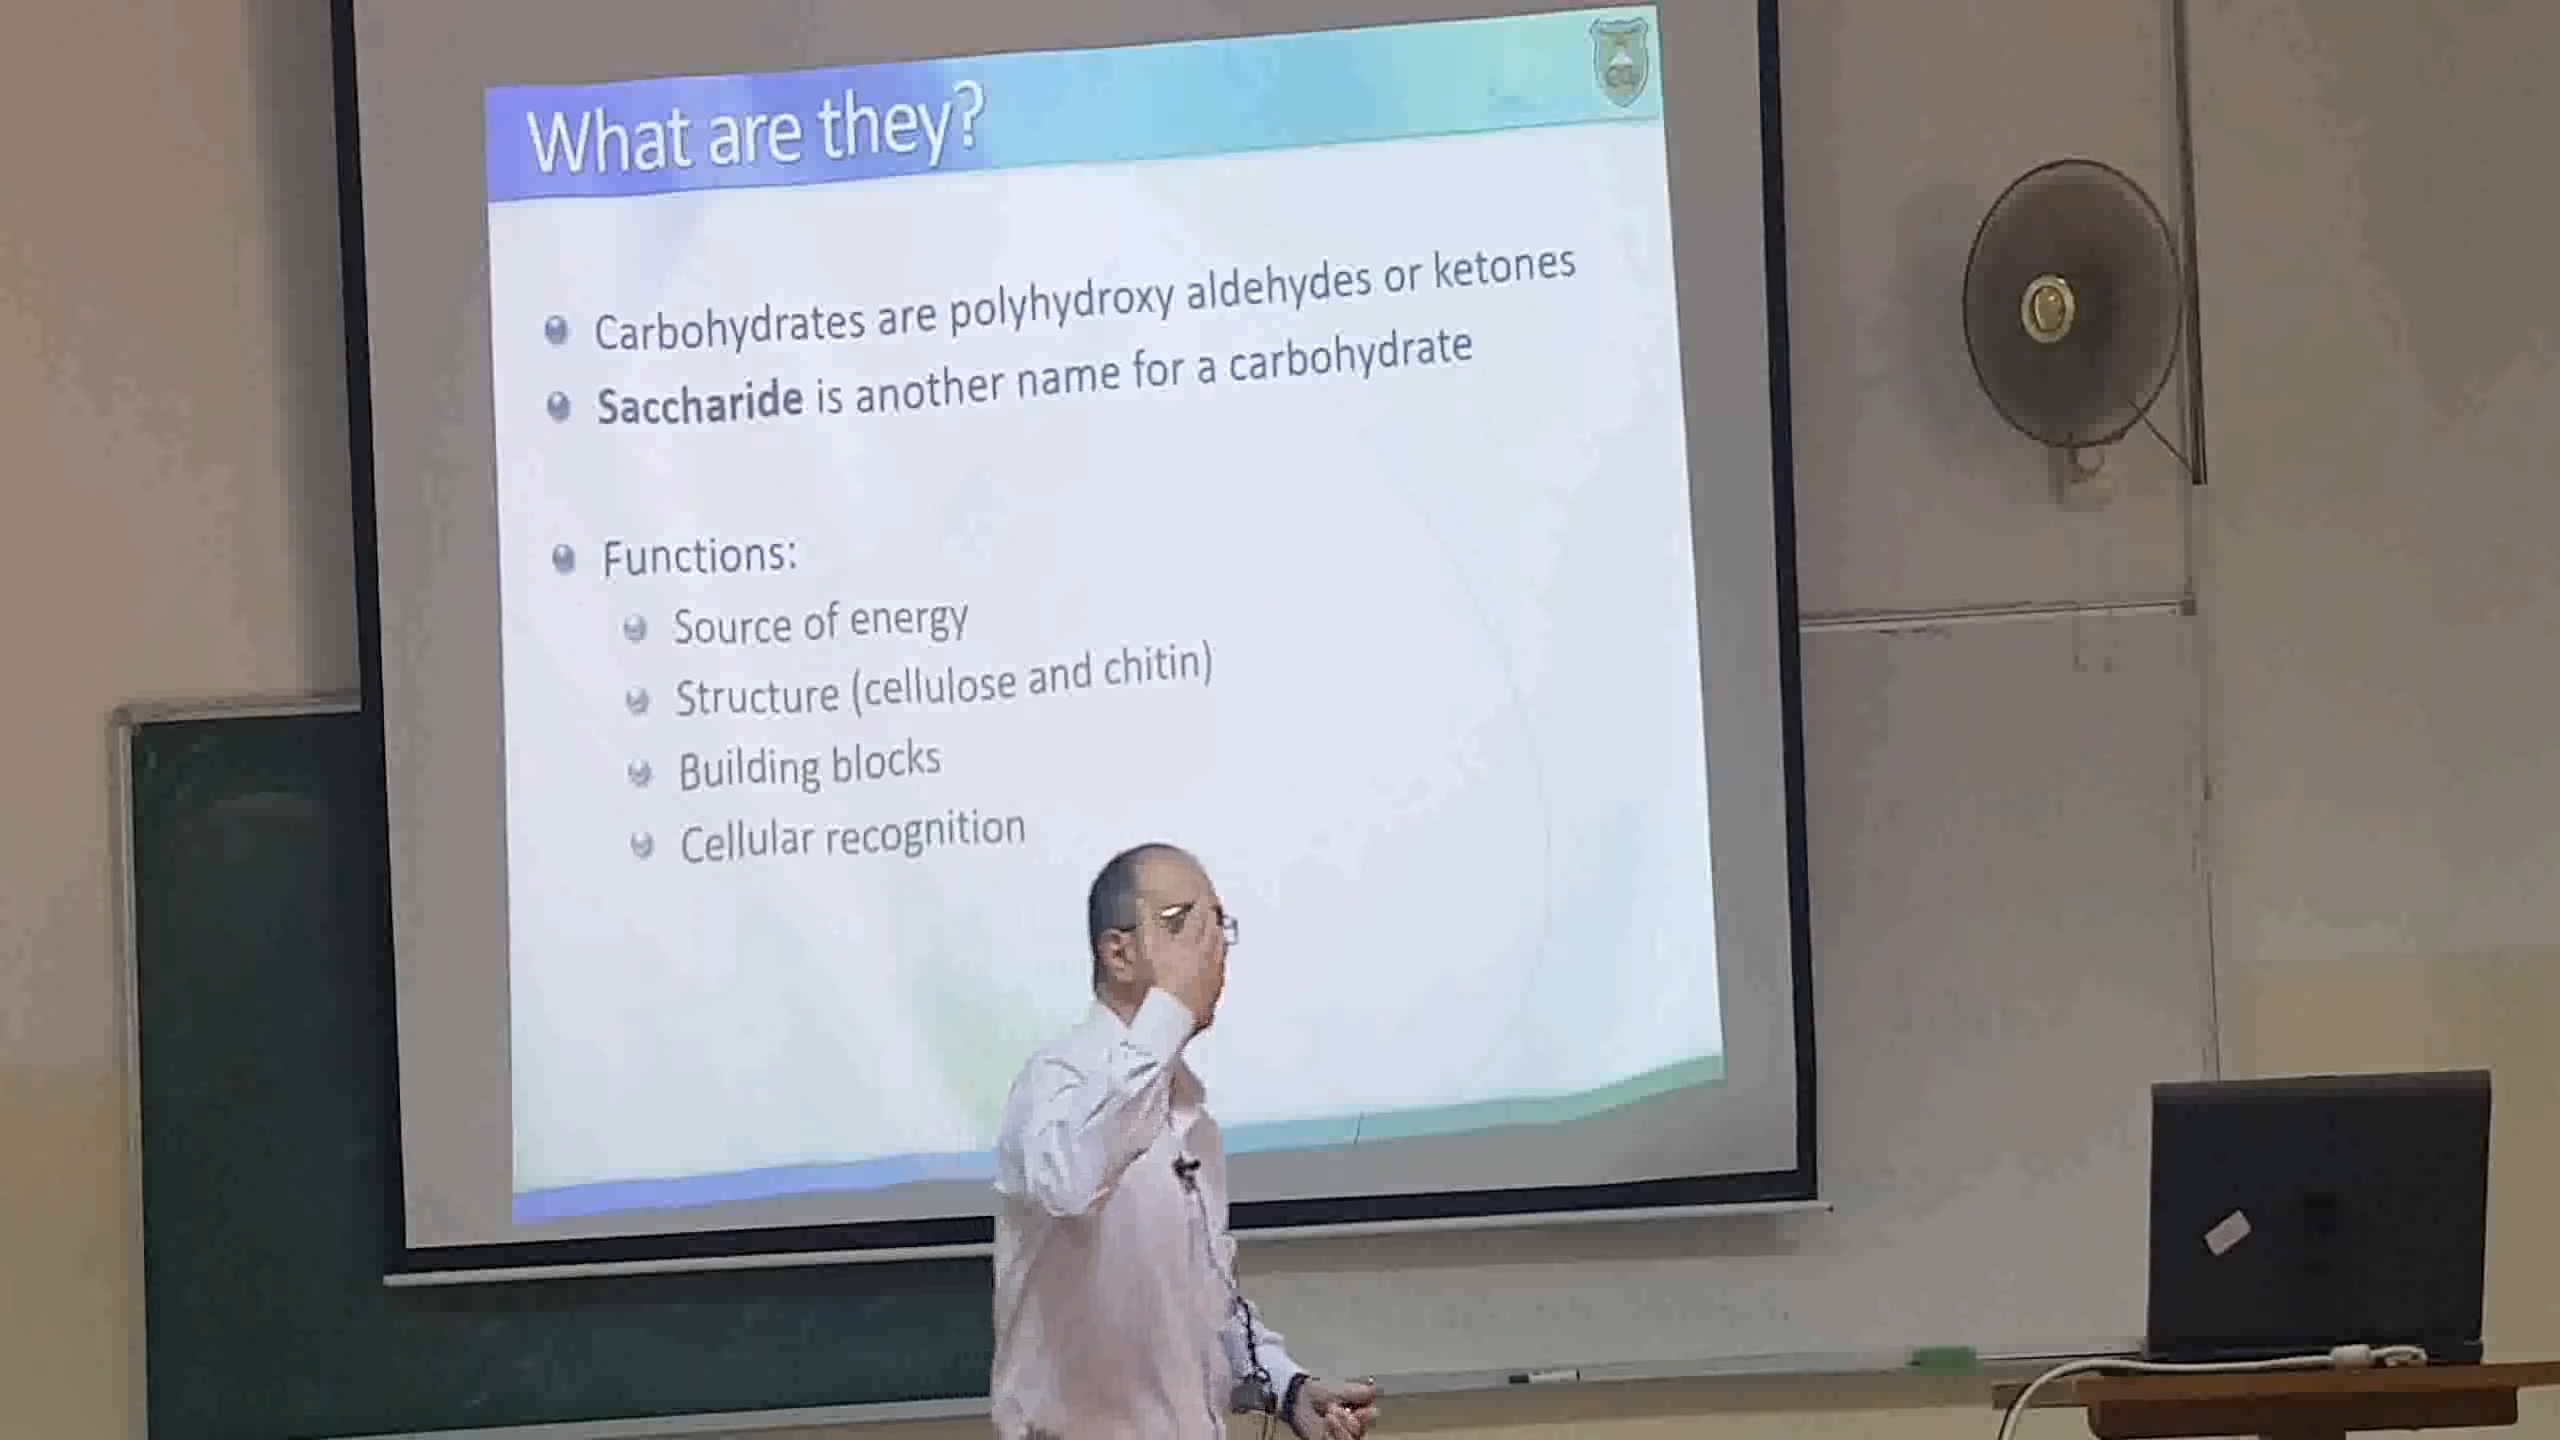 What are they?
Carbohydrates are polyhydroxy aldehydes or ketones
Saccharide is another name for a carbohydrate
Functions:
Source of energy
Structure (cellulose and chitin)
Building blocks
Cellular recognition